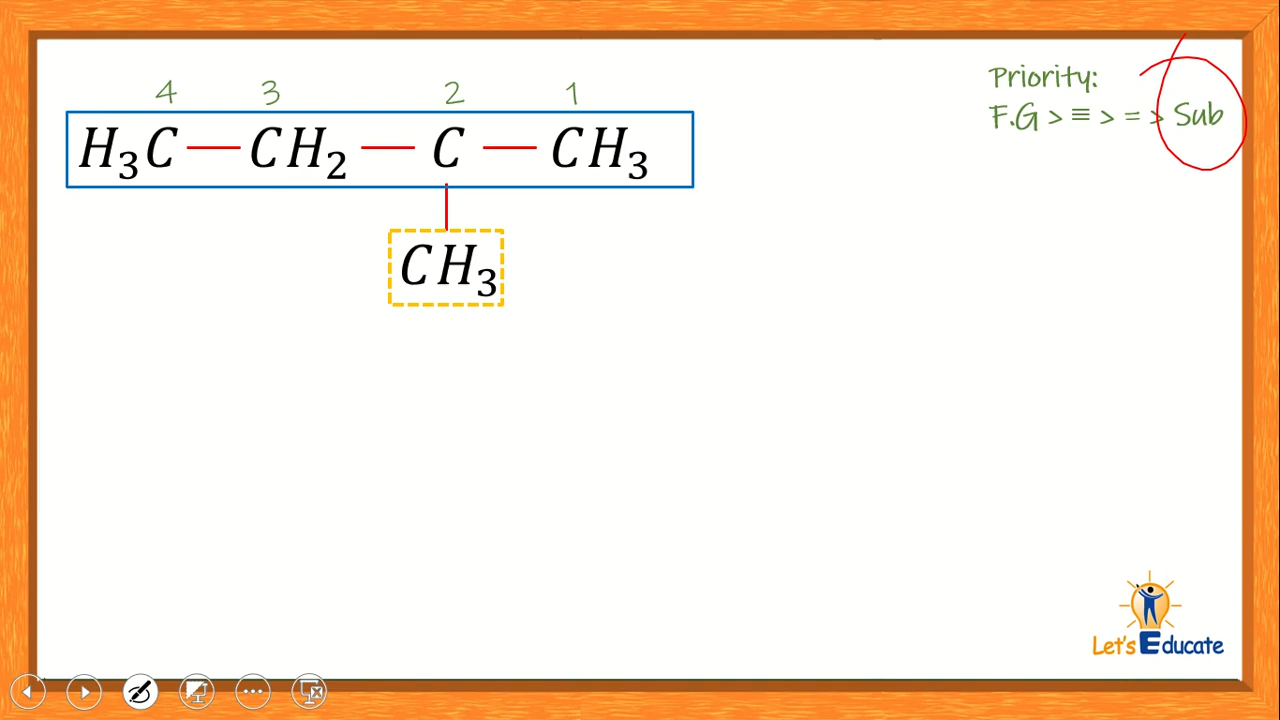 4 3 2 1
H₃C — CH₂ — C — CH₃
CH₃
Priority:
F.G > ≡ > = > Sub
Let's Educate